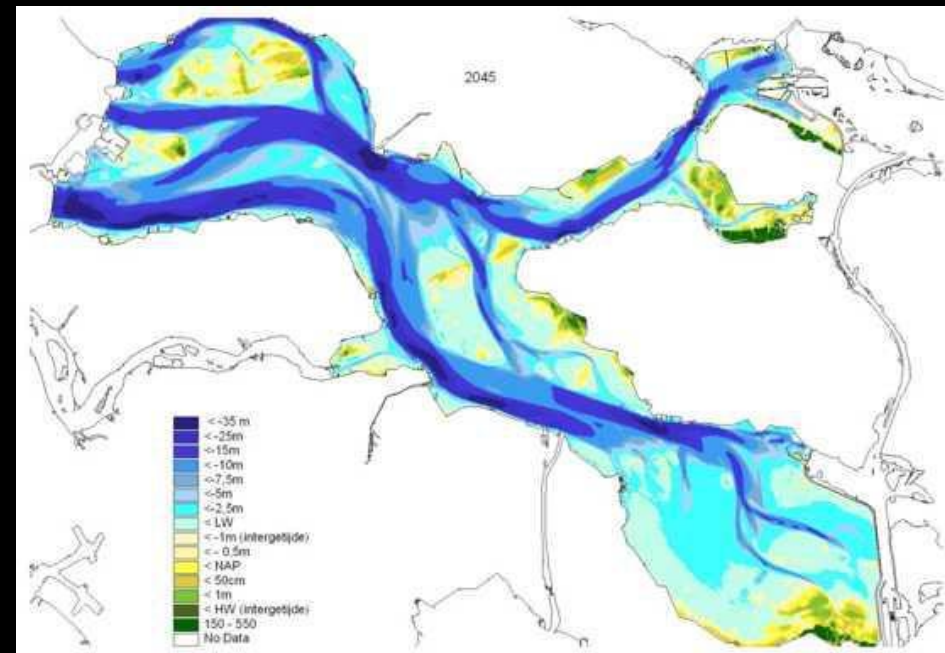 2045
< -35 m
< -25m
<-15m
< -10m
<-7,5m
<-5m
<-2,5m
< LW
< -1m (intergetijde)
< - 0,5m
< NAP
< 50cm
< 1m
< HW (intergetijde)
150 - 550
No Data